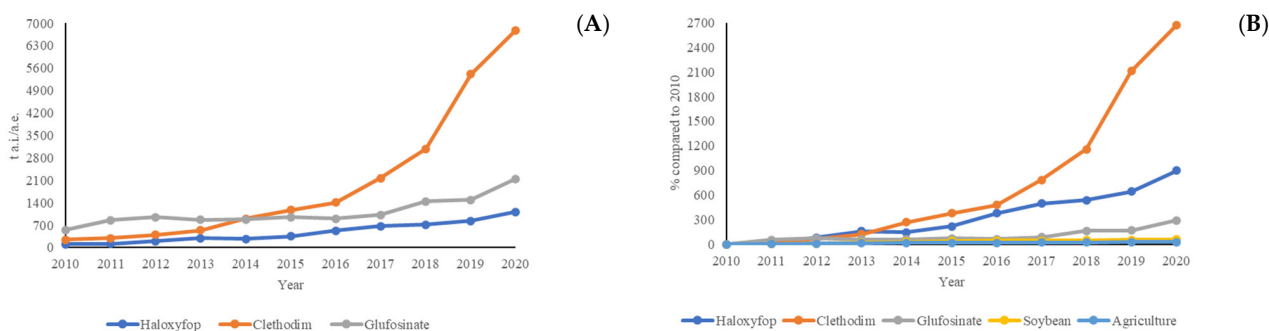 (A)
7000
6300
5600
4900
4200
3500
2800
2100
1400
700
0
t a.i./a.e.
2010 2011 2012 2013 2014 2015 2016 2017 2018 2019 2020
Year
Haloxyfop Clethodim Glufosinate
(B)
2700
2400
2100
1800
1500
1200
900
600
300
0
% compared to 2010
2010 2011 2012 2013 2014 2015 2016 2017 2018 2019 2020
Year
Haloxyfop Clethodim Glufosinate Soybean Agriculture